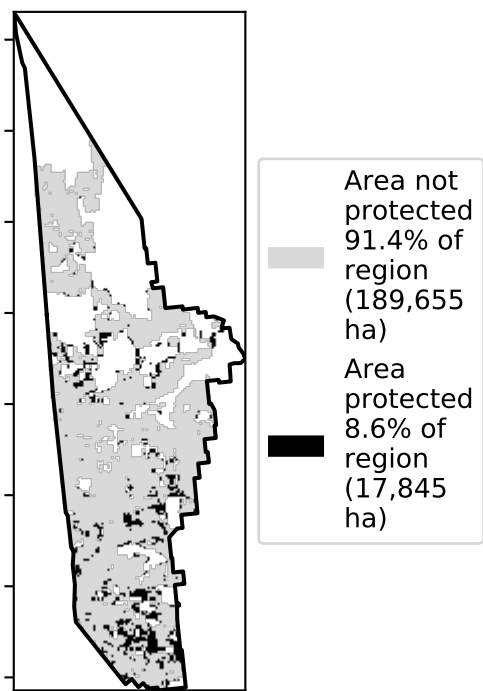 Area not
protected
91.4% of
region
(189,655
ha)
Area
protected
8.6% of
region
(17,845
ha)